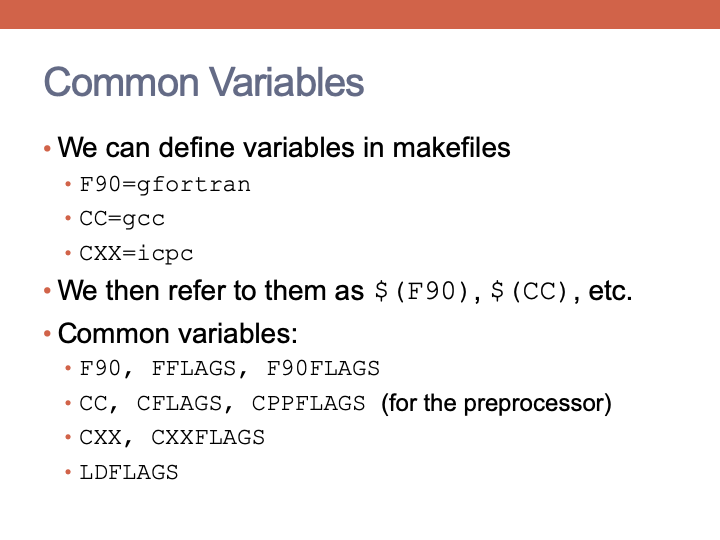 Common Variables
• We can define variables in makefiles
• F90=gfortran
• CC=gcc
• CXX=icpc
• We then refer to them as $(F90), $(CC), etc.
• Common variables:
• F90, FFLAGS, F90FLAGS
• CC, CFLAGS, CPPFLAGS (for the preprocessor)
• CXX, CXXFLAGS
• LDFLAGS